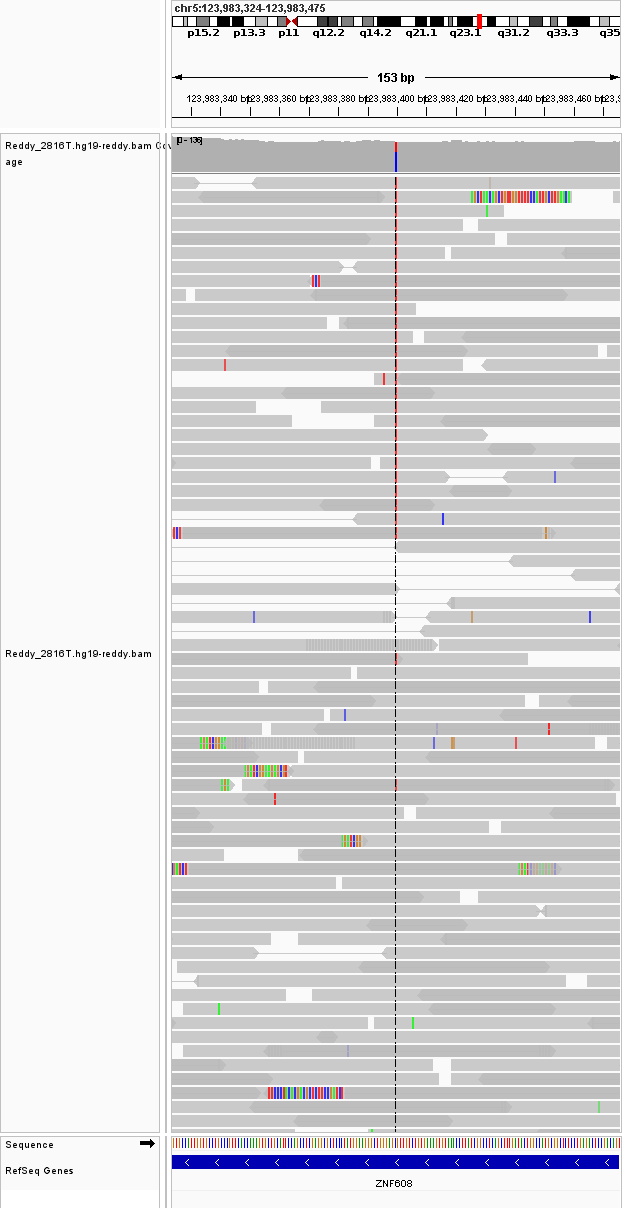 chr5:123,983,324-123,983,475
p15.2 p13.3 p11 q12.2 q14.2 q21.1 q23.1 q31.2 q33.3 q35
153 bp
123,983,340 bp 123,983,360 bp 123,983,380 bp 123,983,400 bp 123,983,420 bp 123,983,440 bp 123,983,460 bp 123,9
Reddy_2816T.hg19-reddy.bam Cov
age
[0 - 136]
Reddy_2816T.hg19-reddy.bam
Sequence
RefSeq Genes
ZNF608